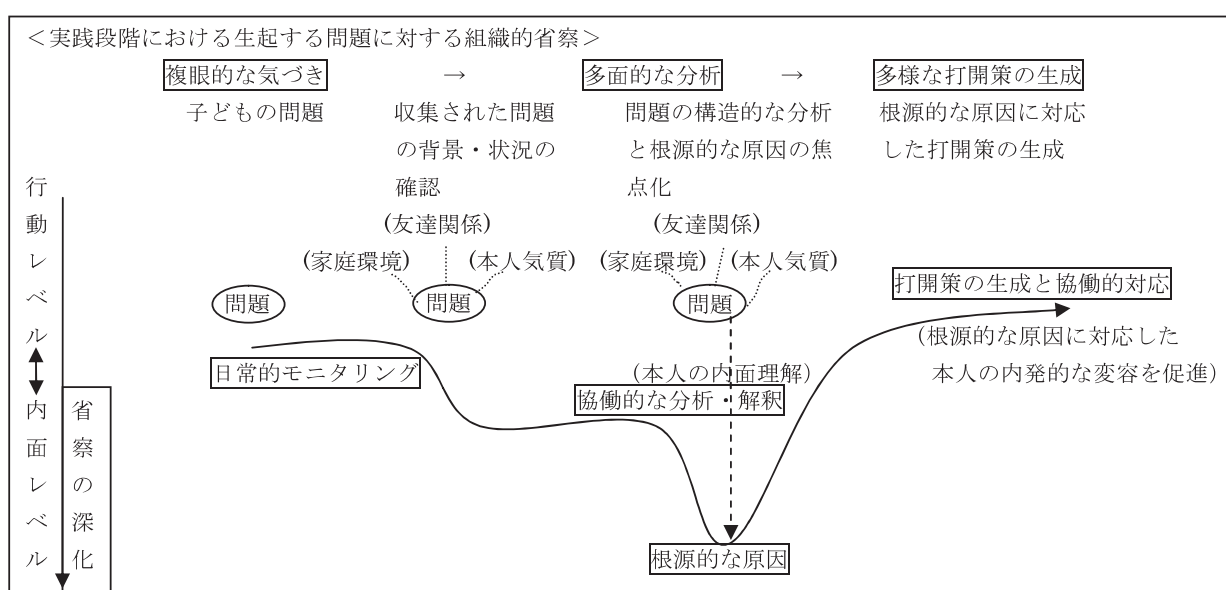 ＜実践段階における生起する問題に対する組織的省察＞
複眼的な気づき → 多面的な分析 → 多様な打開策の生成
子どもの問題 収集された問題 問題の構造的な分析 根源的な原因に対応
の背景・状況の と根源的な原因の焦 した打開策の生成
確認 点化
(友達関係) (友達関係)
(家庭環境) (本人気質) (家庭環境) (本人気質)
打開策の生成と協働的対応
問題 問題 問題
(根源的な原因に対応した
本人の内発的な変容を促進)
日常的モニタリング (本人の内面理解)
協働的な分析・解釈
根源的な原因
行動レベル
内面レベル
省察の深化